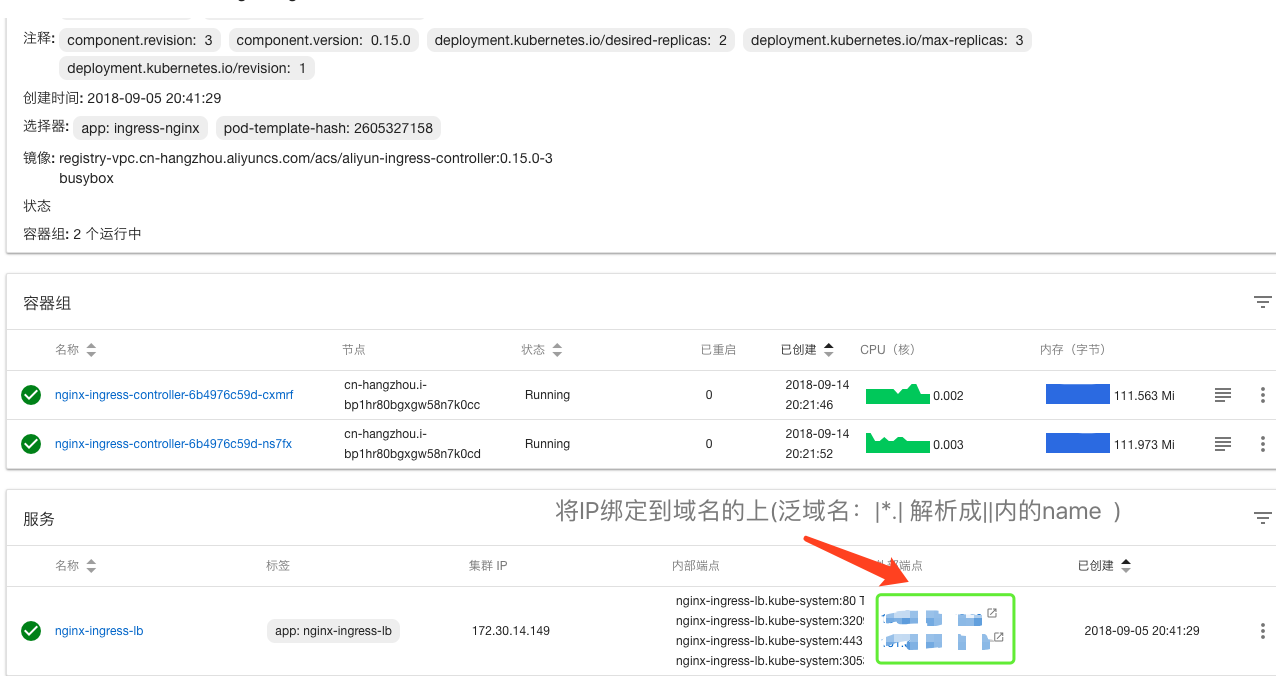 注释: component.revision: 3 component.version: 0.15.0 deployment.kubernetes.io/desired-replicas: 2 deployment.kubernetes.io/max-replicas: 3
deployment.kubernetes.io/revision: 1
创建时间: 2018-09-05 20:41:29
选择器: app: ingress-nginx pod-template-hash: 2605327158
镜像: registry-vpc.cn-hangzhou.aliyuncs.com/acs/aliyun-ingress-controller:0.15.0-3
busybox
状态
容器组: 2 个运行中
容器组
名称 节点 状态 已重启 已创建 CPU（核） 内存（字节）
nginx-ingress-controller-6b4976c59d-cxmrf cn-hangzhou.i-bp1hr80bgxgw58n7k0cc Running 0 2018-09-14 20:21:46 0.002 111.563 Mi
nginx-ingress-controller-6b4976c59d-ns7fx cn-hangzhou.i-bp1hr80bgxgw58n7k0cd Running 0 2018-09-14 20:21:52 0.003 111.973 Mi
将IP绑定到域名的上(泛域名：|*.| 解析成||内的name )
服务
名称 标签 集群 IP 内部端点 端点 已创建
nginx-ingress-lb app: nginx-ingress-lb 172.30.14.149 2018-09-05 20:41:29
nginx-ingress-lb.kube-system:80 T
nginx-ingress-lb.kube-system:320
nginx-ingress-lb.kube-system:443
nginx-ingress-lb.kube-system:305